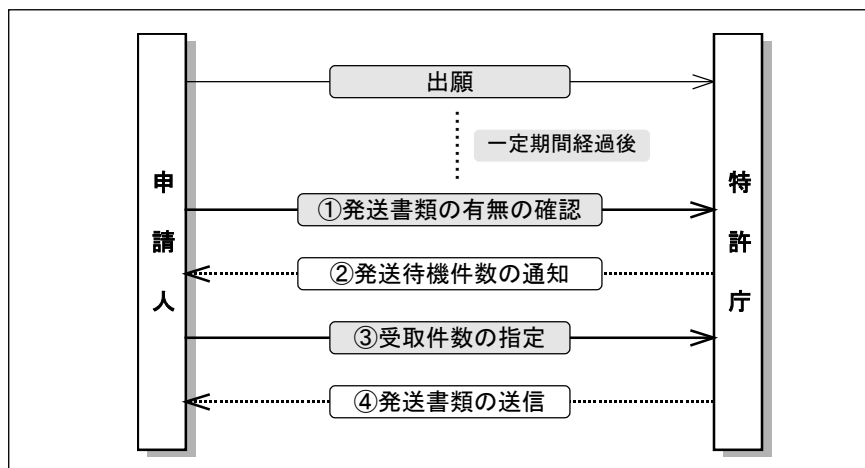 出願
一定期間経過後
申請人
特許庁
①発送書類の有無の確認
②発送待機件数の通知
③受取件数の指定
④発送書類の送信